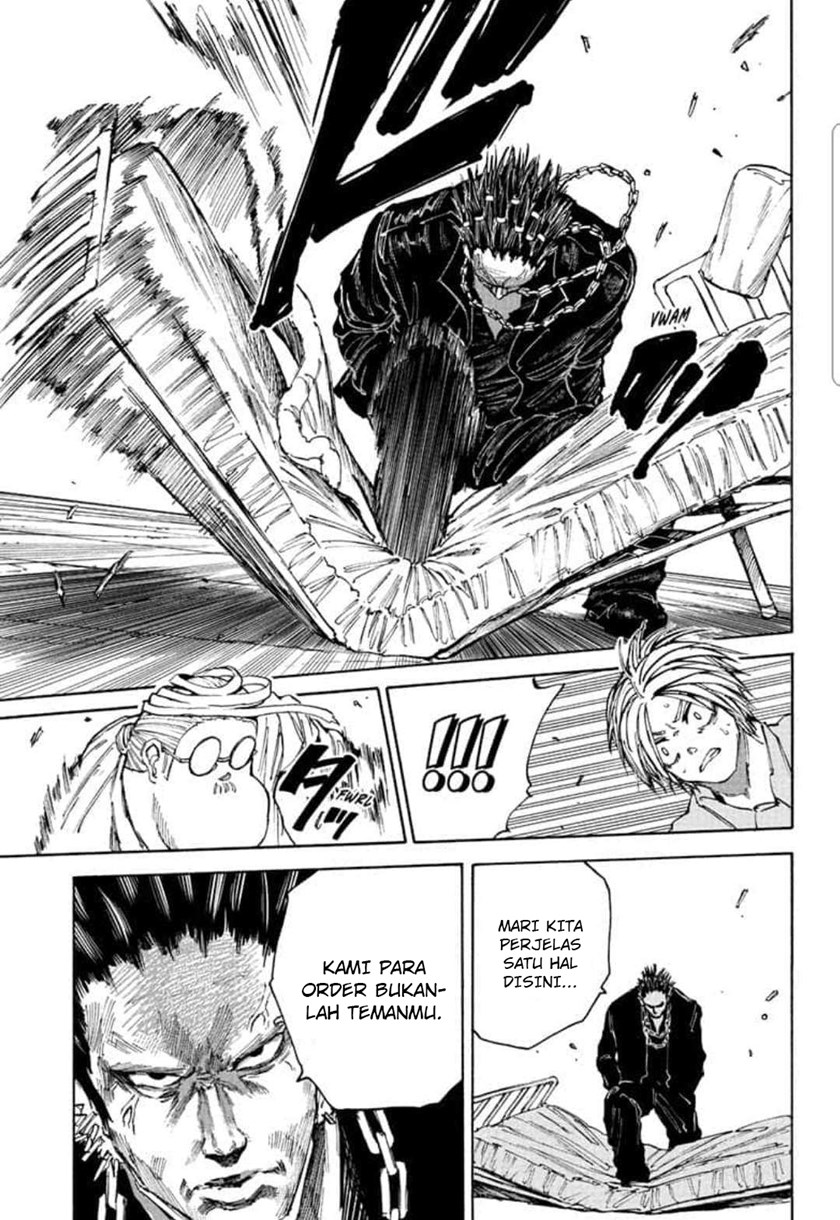 VWAM
!!!
FWRL
MARI KITA
PERJELAS
SATU HAL
DISINI...
KAMI PARA
ORDER BUKAN-
LAH TEMANMU.